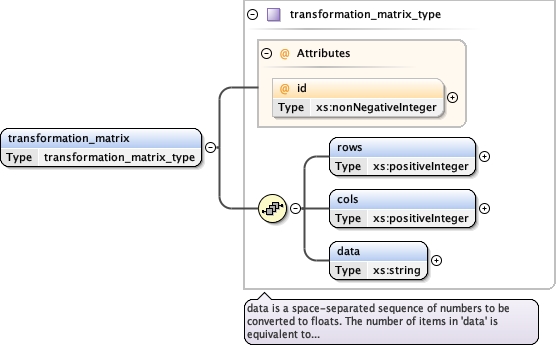 transformation_matrix_type
@ Attributes
@ id
Type xs:nonNegativeInteger
transformation_matrix
Type transformation_matrix_type
rows
Type xs:positiveInteger
cols
Type xs:positiveInteger
data
Type xs:string
data is a space-separated sequence of numbers to be
converted to floats. The number of items in 'data' is
equivalent to...